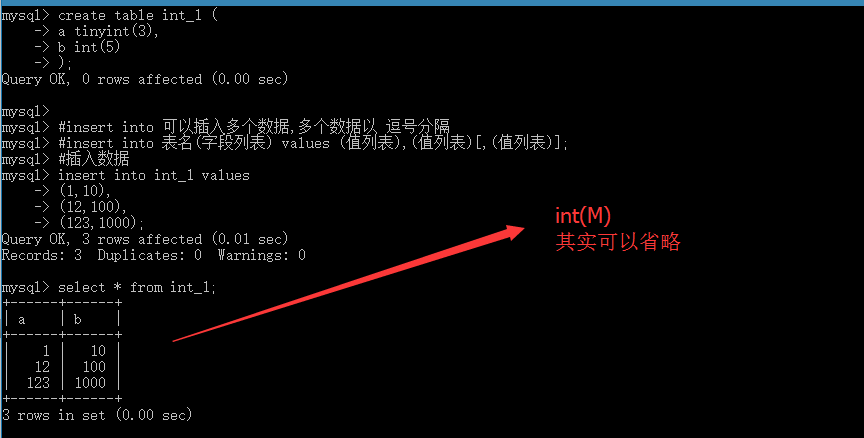 mysql> create table int_1 (
    -> a tinyint(3),
    -> b int(5)
    -> );
Query OK, 0 rows affected (0.00 sec)
mysql>
mysql> #insert into 可以插入多个数据,多个数据以 逗号分隔
mysql> #insert into 表名(字段列表) values (值列表),(值列表)[,(值列表)];
mysql> #插入数据
mysql> insert into int_1 values
    -> (1,10),
    -> (12,100),
    -> (123,1000);
Query OK, 3 rows affected (0.01 sec)
Records: 3  Duplicates: 0  Warnings: 0
mysql> select * from int_1;
+------+------+
| a    | b    |
+------+------+
|    1 |   10 |
|   12 |  100 |
|  123 | 1000 |
+------+------+
3 rows in set (0.00 sec)
int(M)
其实可以省略